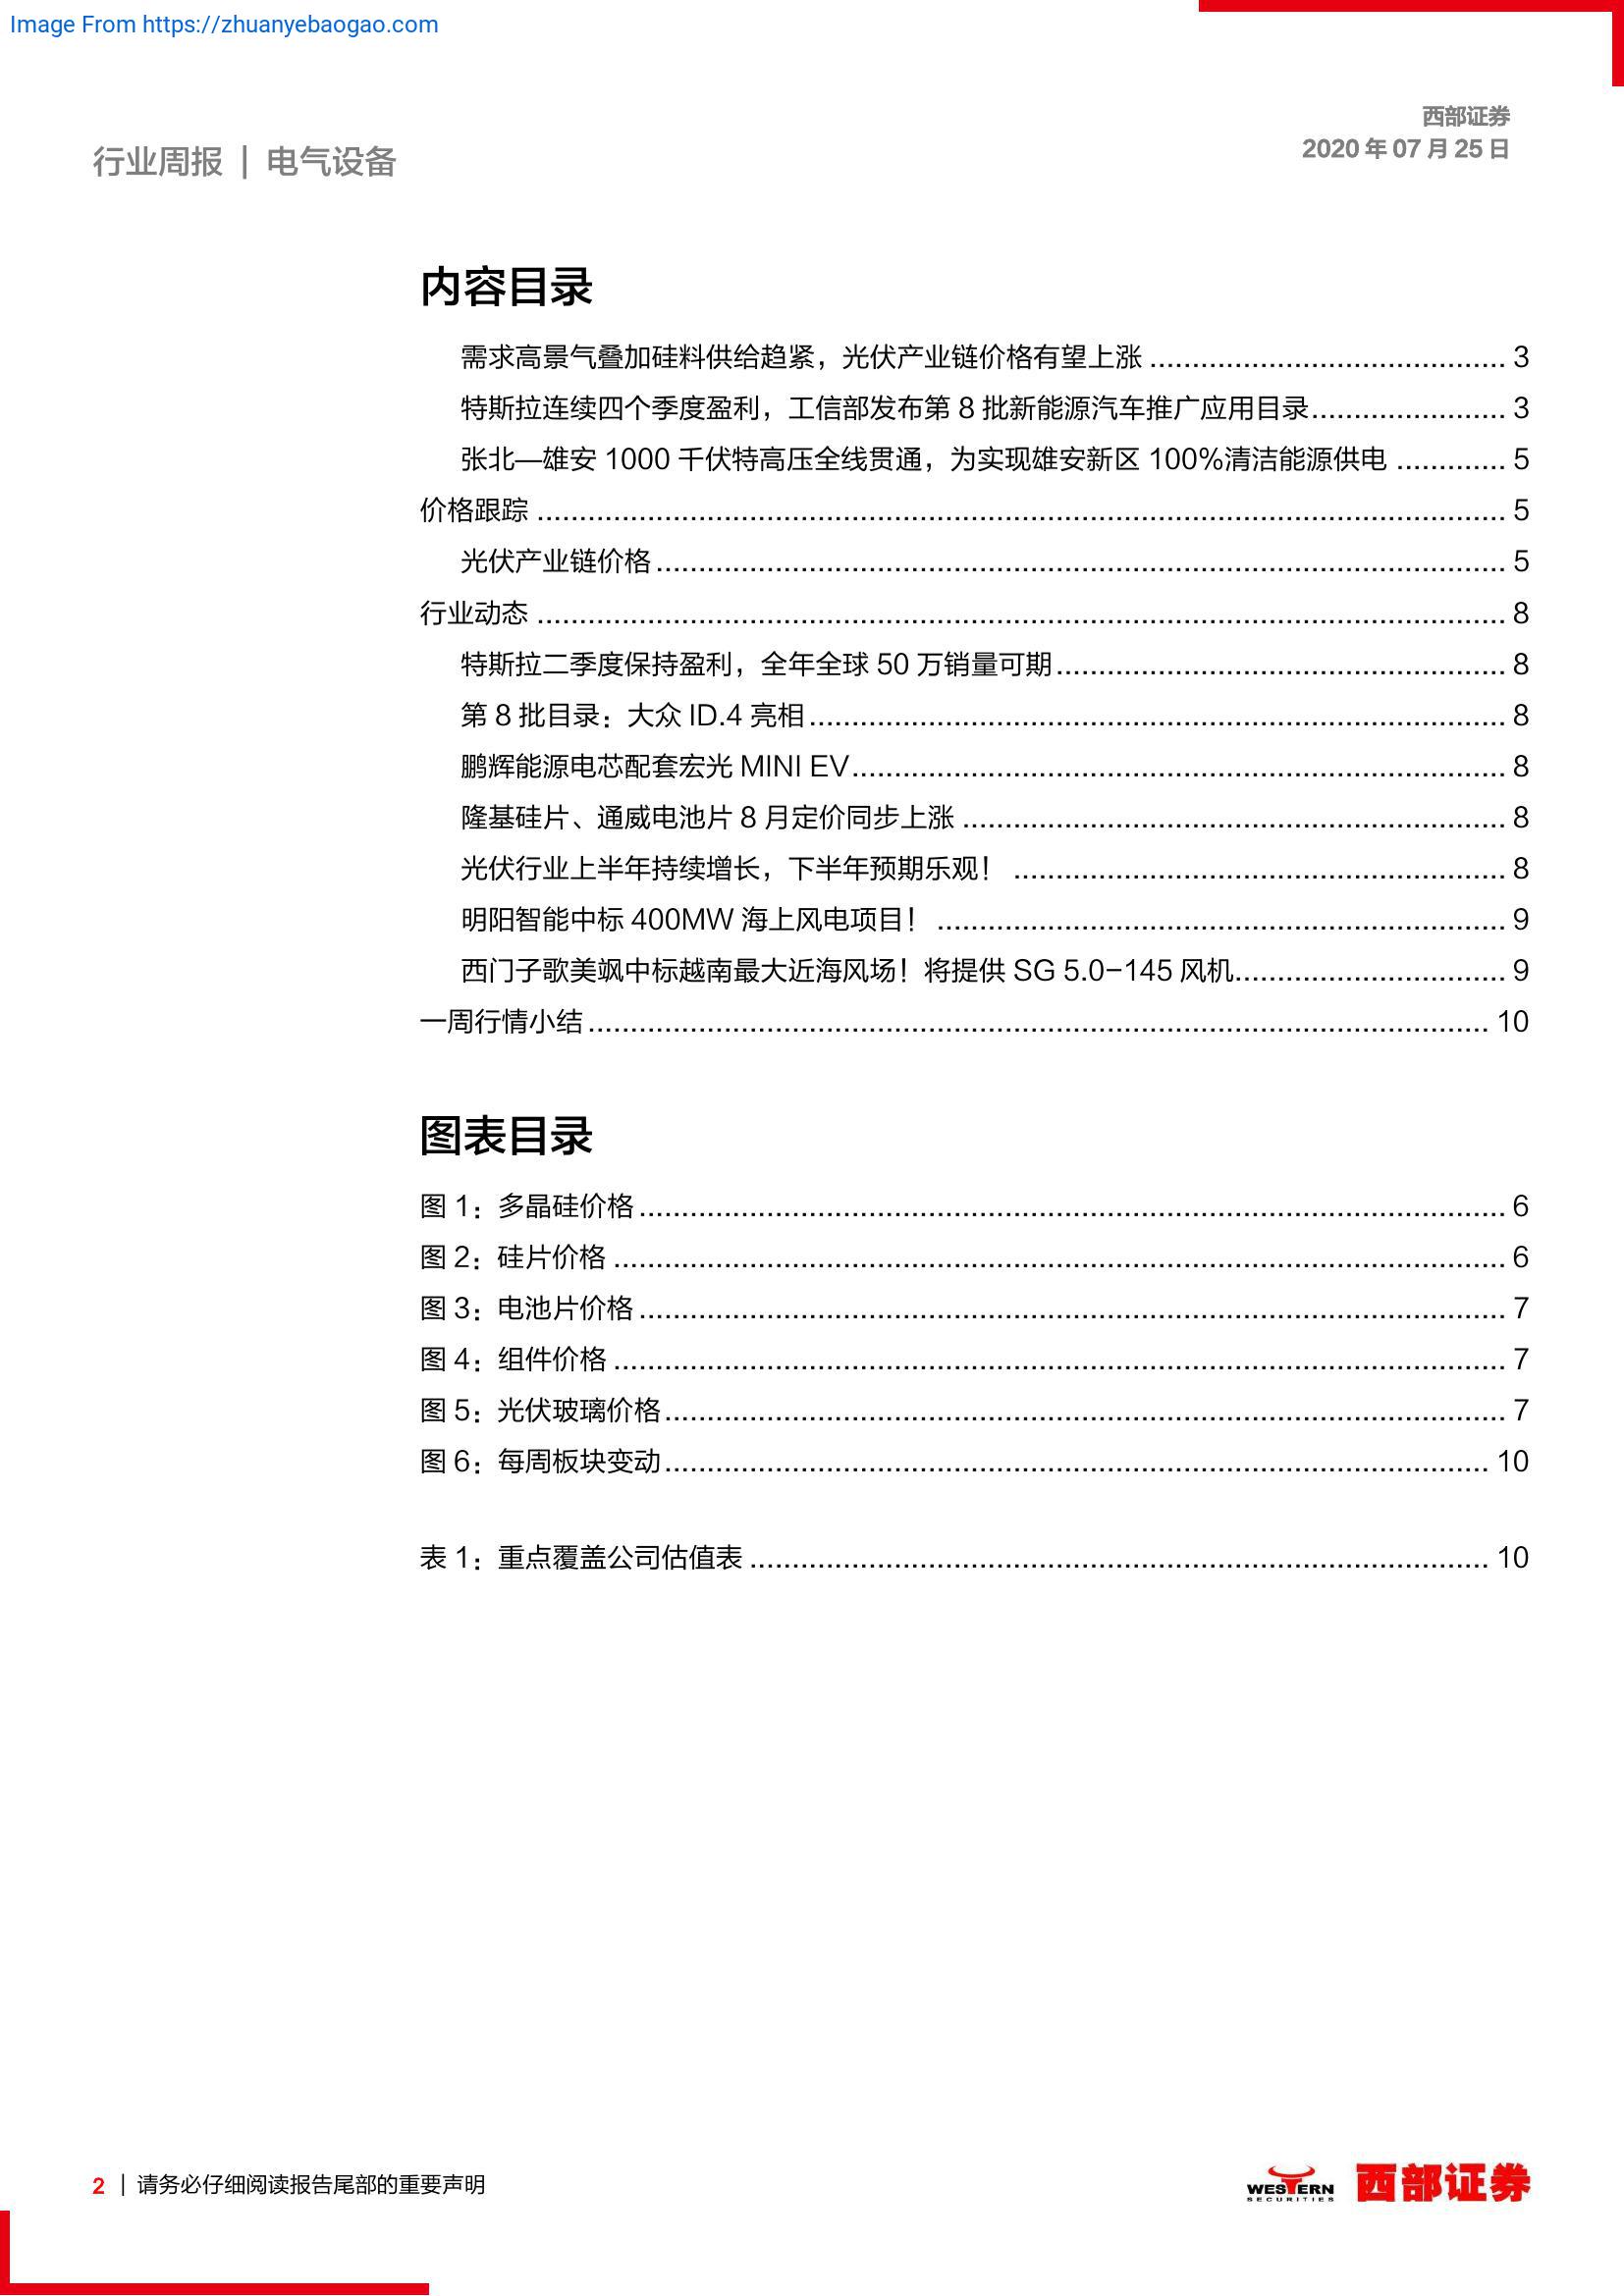 Image From https://zhuanyebaogao.com
西部证券
2020 年 07 月 25 日
行业周报 | 电气设备
内容目录
需求高景气叠加硅料供给趋紧，光伏产业链价格有望上涨 ........................................ 3
特斯拉连续四个季度盈利，工信部发布第 8 批新能源汽车推广应用目录...................... 3
张北—雄安 1000 千伏特高压全线贯通，为实现雄安新区 100%清洁能源供电 ............. 5
价格跟踪 ........................................ 5
光伏产业链价格........................................ 5
行业动态 ........................................ 8
特斯拉二季度保持盈利，全年全球 50 万销量可期........................................ 8
第 8 批目录：大众 ID.4 亮相........................................ 8
鹏辉能源电芯配套宏光 MINI EV........................................ 8
隆基硅片、通威电池片 8 月定价同步上涨 ........................................ 8
光伏行业上半年持续增长，下半年预期乐观！ ........................................ 8
明阳智能中标 400MW 海上风电项目！ ........................................ 9
西门子歌美飒中标越南最大近海风场！将提供 SG 5.0-145 风机................................ 9
一周行情小结........................................ 10
图表目录
图 1：多晶硅价格........................................ 6
图 2：硅片价格 ........................................ 6
图 3：电池片价格........................................ 7
图 4：组件价格 ........................................ 7
图 5：光伏玻璃价格........................................ 7
图 6：每周板块变动........................................ 10
表 1：重点覆盖公司估值表 ........................................ 10
2 | 请务必仔细阅读报告尾部的重要声明
WESTERN
SECURITIES
西部证券